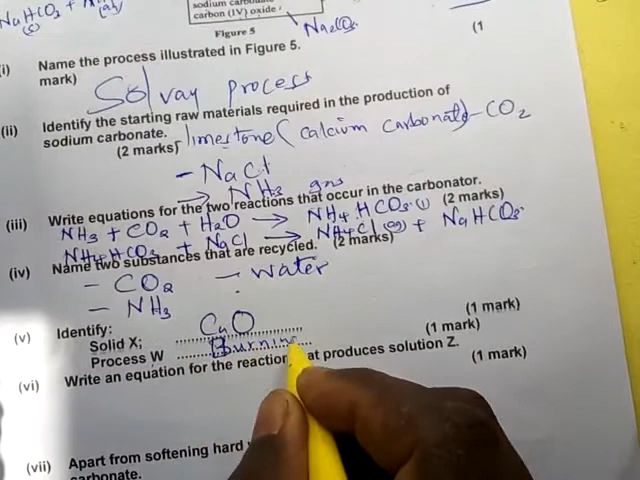 NaHCO3 +
(s)
sodium carbonate
carbon (IV) oxide
Na2CO3
Figure 5
(i) Name the process illustrated in Figure 5. (1
mark)
Solvay process
(ii) Identify the starting raw materials required in the production of
sodium carbonate. - limestone (calcium carbonate) - CO2
(2 marks)
- NaCl
→ NH3 gas
(iii) Write equations for the two reactions that occur in the carbonator.
NH3 + CO2 + H2O → NH4HCO3 (l) (2 marks)
NH4HCO3 + NaCl → NH4Cl (aq) + NaHCO3
(iv) Name two substances that are recycled. (2 marks)
- CO2 - water
- NH3
(v) Identify:
Solid X; CaO (1 mark)
Process W Burnin (1 mark)
(vi) Write an equation for the reaction at produces solution Z.
(1 mark)
(vii) Apart from softening hard
carbonate.